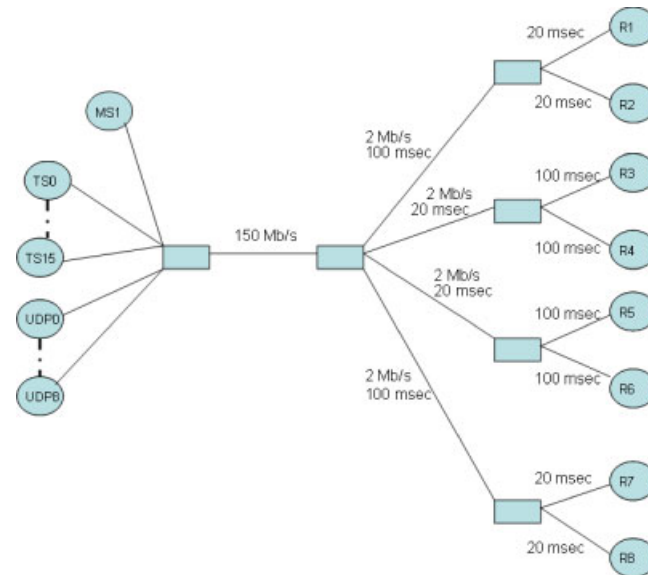 R1
20 msec
MS1
R2
20 msec
2 Mb/s
100 msec
R3
TS0
100 msec
2 Mb/s
20 msec
150 Mb/s
R4
TS15
100 msec
2 Mb/s
20 msec
R5
100 msec
UDP0
2 Mb/s
100 msec
100 msec
R6
UDP8
R7
20 msec
R8
20 msec